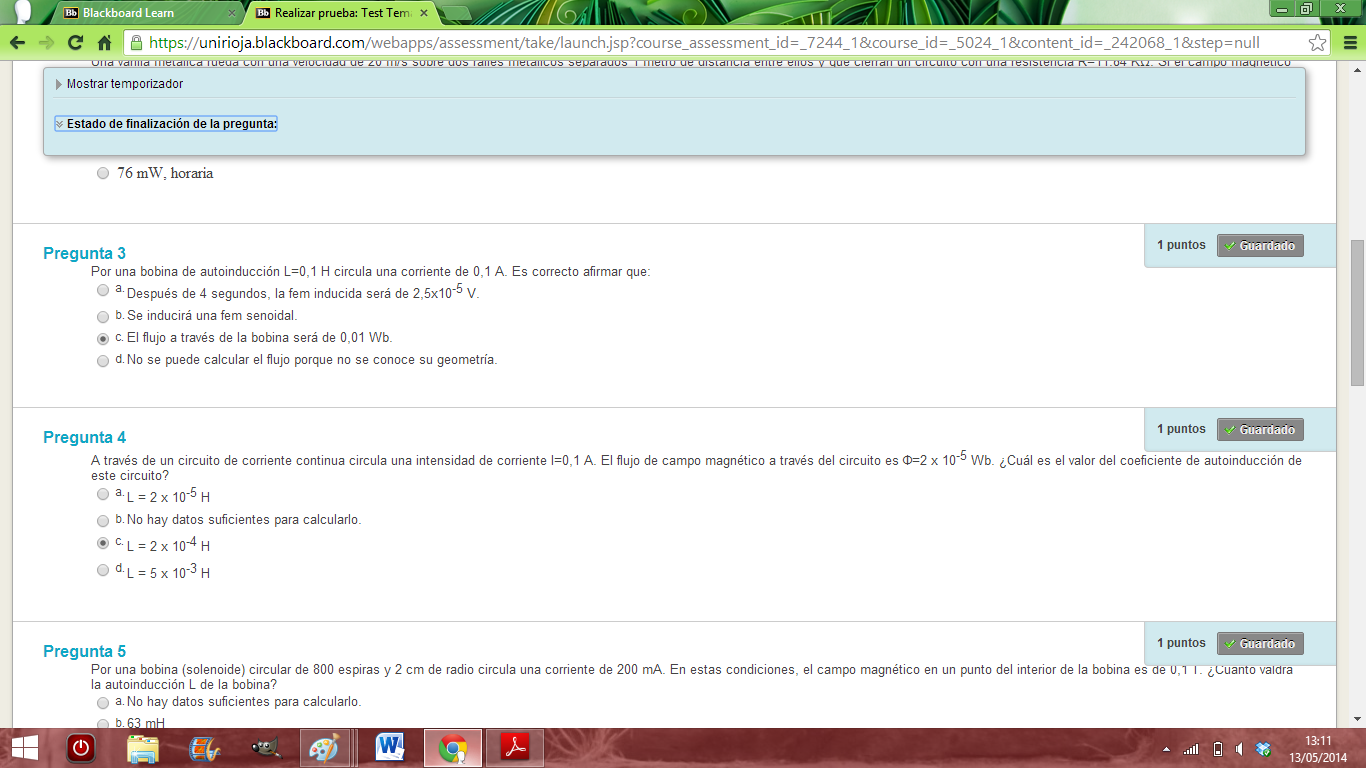 Blackboard Learn
Realizar prueba: Test Tem
https://unirioja.blackboard.com/webapps/assessment/take/launch.jsp?course_assessment_id=_7244_1&course_id=_5024_1&content_id=_242068_1&step=null
Una varilla metálica rueda con una velocidad de 20 m/s sobre dos raíles metálicos separados 1 metro de distancia entre ellos y que cierran un circuito con una resistencia R=11.64 KΩ. Si el campo magnético
Mostrar temporizador
Estado de finalización de la pregunta:
76 mW, horaria
Pregunta 3
1 puntos
Guardado
Por una bobina de autoinducción L=0,1 H circula una corriente de 0,1 A. Es correcto afirmar que:
a. Después de 4 segundos, la fem inducida será de 2,5x10-5 V.
b. Se inducirá una fem senoidal.
c. El flujo a través de la bobina será de 0,01 Wb.
d. No se puede calcular el flujo porque no se conoce su geometría.
Pregunta 4
1 puntos
Guardado
A través de un circuito de corriente continua circula una intensidad de corriente I=0,1 A. El flujo de campo magnético a través del circuito es Φ=2 x 10-5 Wb. ¿Cuál es el valor del coeficiente de autoinducción de
este circuito?
a. L = 2 x 10-5 H
b. No hay datos suficientes para calcularlo.
c. L = 2 x 10-4 H
d. L = 5 x 10-3 H
Pregunta 5
1 puntos
Guardado
Por una bobina (solenoide) circular de 800 espiras y 2 cm de radio circula una corriente de 200 mA. En estas condiciones, el campo magnético en un punto del interior de la bobina es de 0,1 T. ¿Cuánto valdrá
la autoinducción L de la bobina?
a. No hay datos suficientes para calcularlo.
b. 63 mH
13:11
13/05/2014